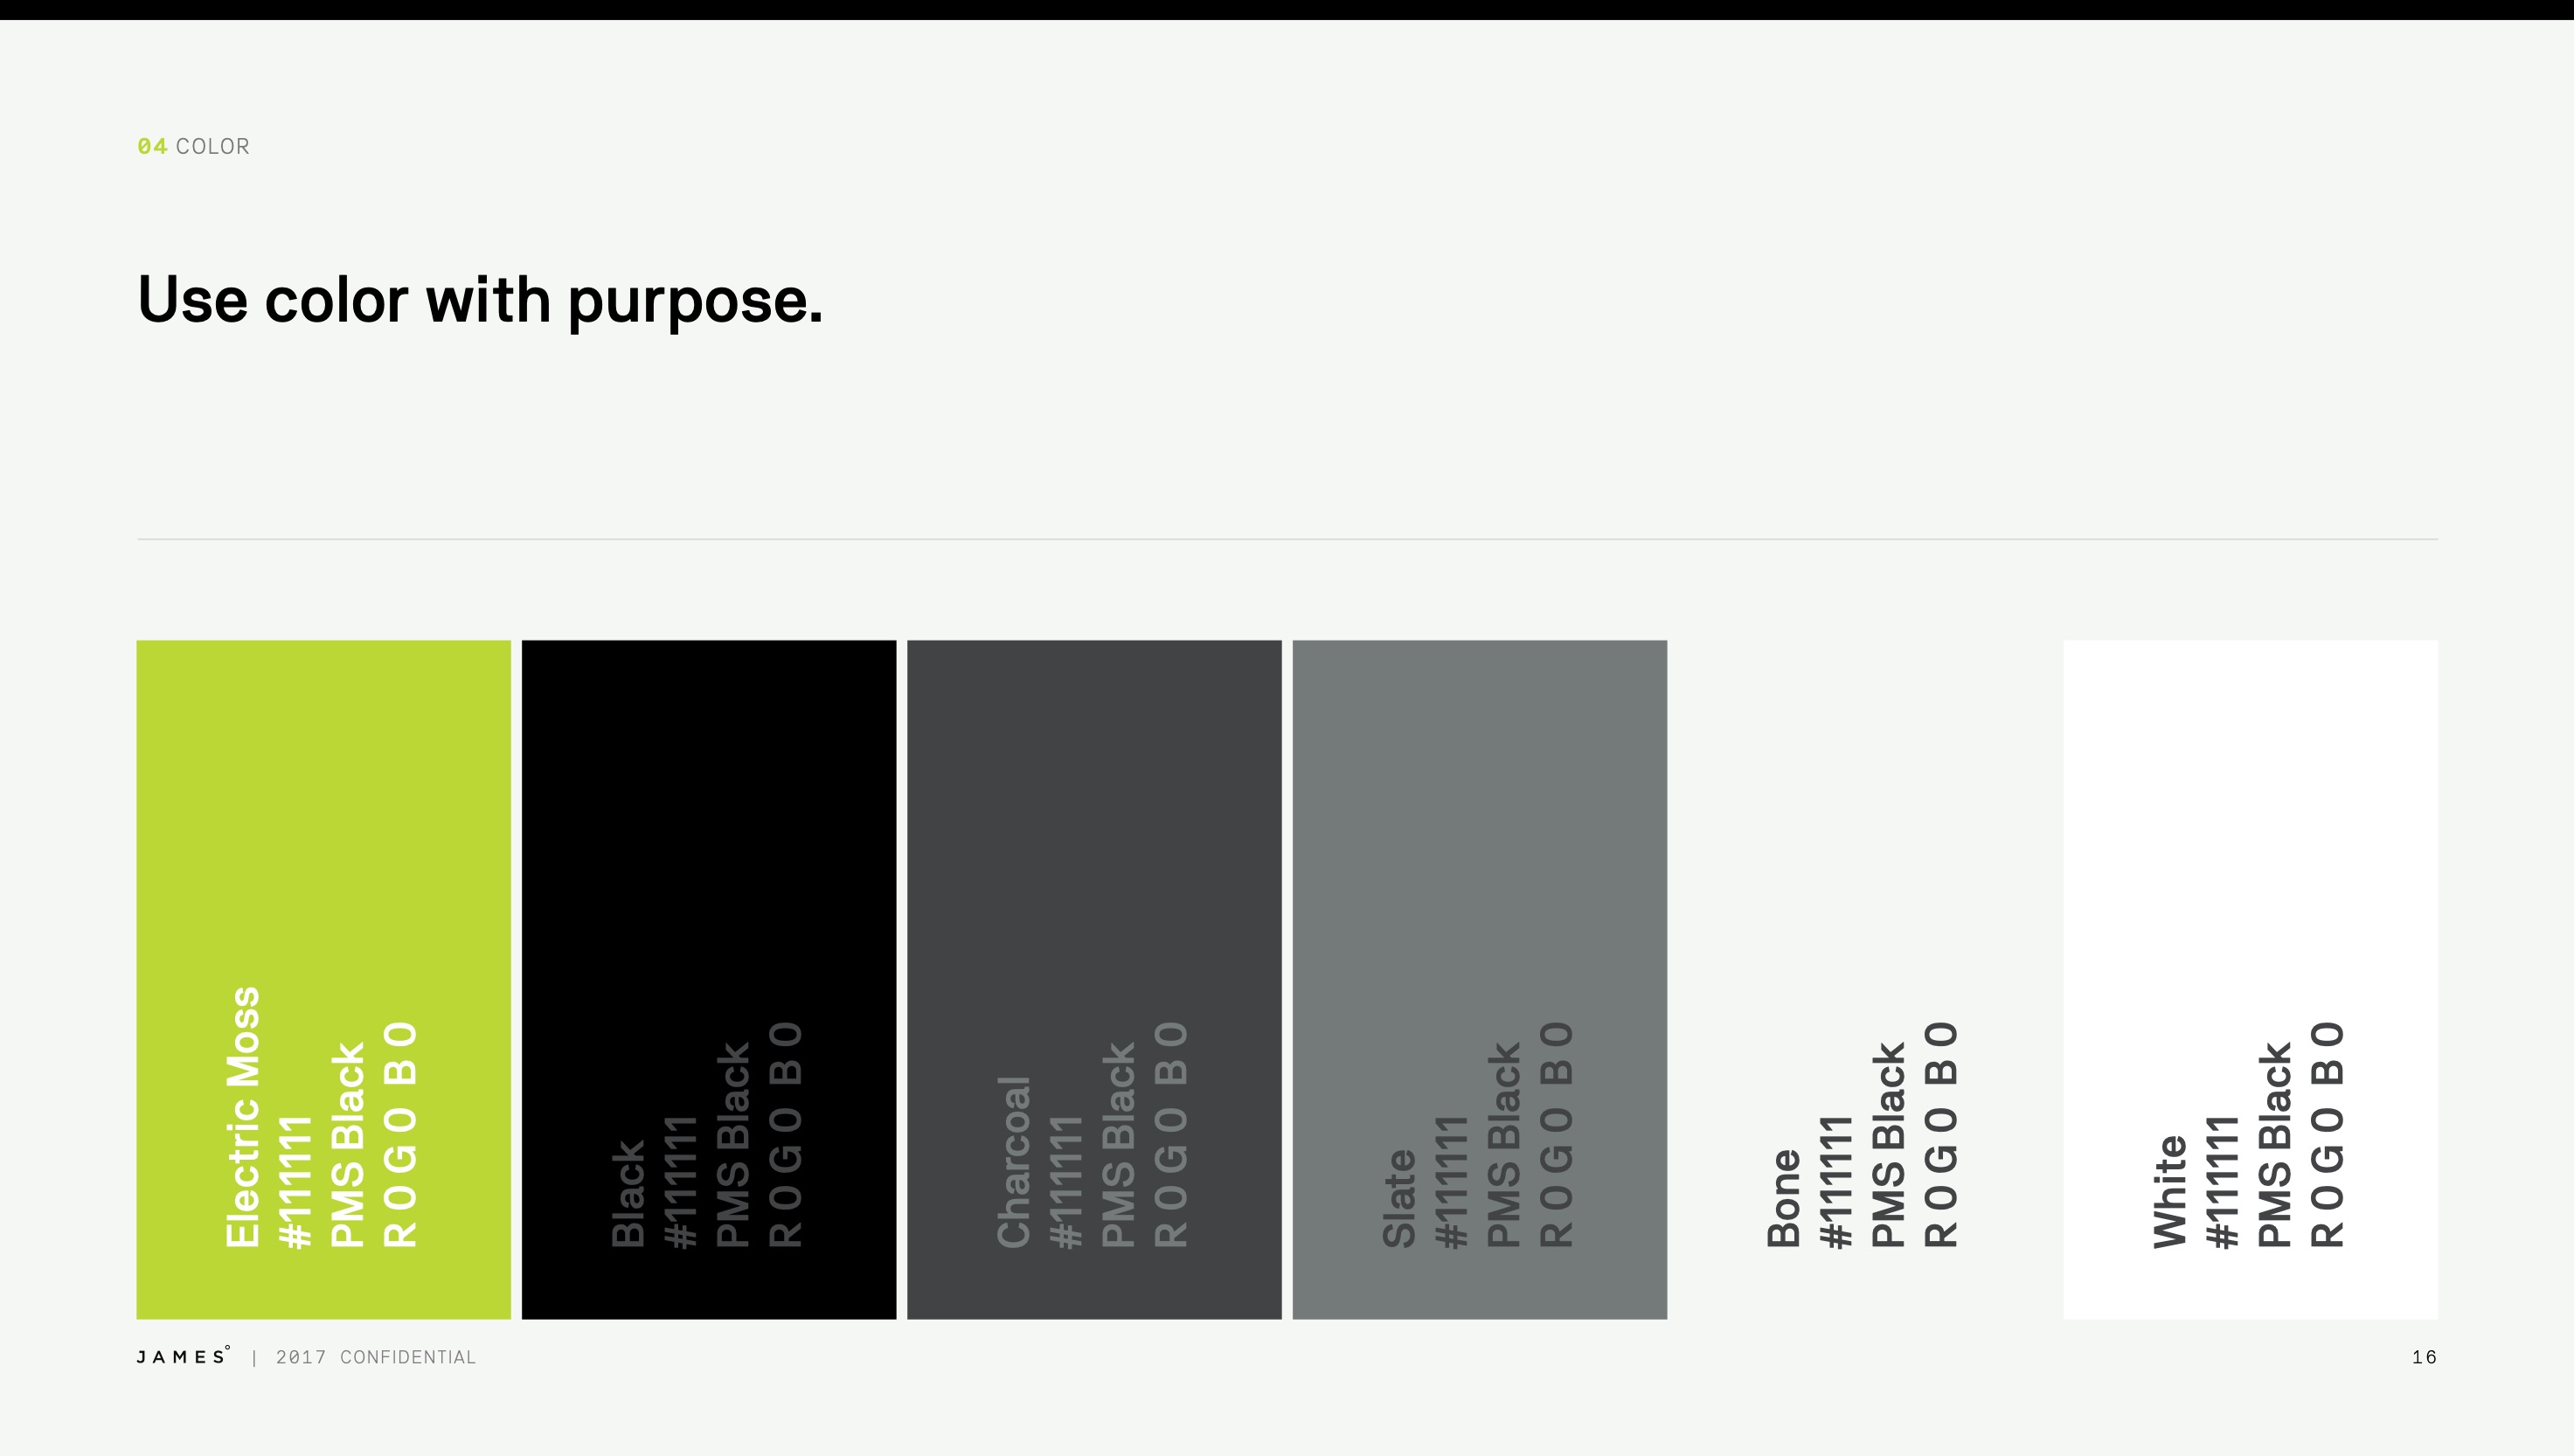 04 COLOR
Use color with purpose.
Electric Moss
#111111
PMS Black
R 0 G 0 B 0
Black
#111111
PMS Black
R 0 G 0 B 0
Charcoal
#111111
PMS Black
R 0 G 0 B 0
Slate
#111111
PMS Black
R 0 G 0 B 0
Bone
#111111
PMS Black
R 0 G 0 B 0
White
#111111
PMS Black
R 0 G 0 B 0
JAMES° | 2017 CONFIDENTIAL
16